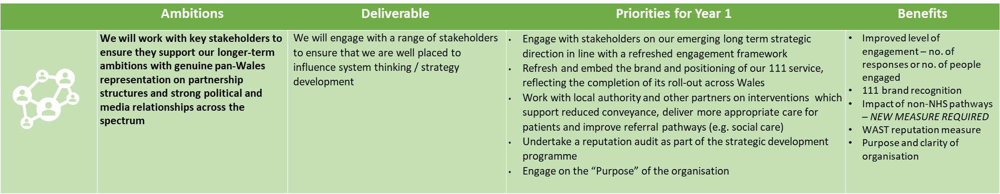 Ambitions
Deliverable
Priorities for Year 1
Benefits
We will work with key stakeholders to
ensure they support our longer-term
ambitions with genuine pan-Wales
representation on partnership
structures and strong political and
media relationships across the
spectrum
We will engage with a range of stakeholders
to ensure that we are well placed to
influence system thinking / strategy
development
• Engage with stakeholders on our emerging long term strategic
direction in line with a refreshed engagement framework
• Refresh and embed the brand and positioning of our 111 service,
reflecting the completion of its roll-out across Wales
• Work with local authority and other partners on interventions which
support reduced conveyance, deliver more appropriate care for
patients and improve referral pathways (e.g. social care)
• Undertake a reputation audit as part of the strategic development
programme
• Engage on the “Purpose” of the organisation
• Improved level of
engagement – no. of
responses or no. of people
engaged
• 111 brand recognition
• Impact of non-NHS pathways
– NEW MEASURE REQUIRED
• WAST reputation measure
• Purpose and clarity of
organisation